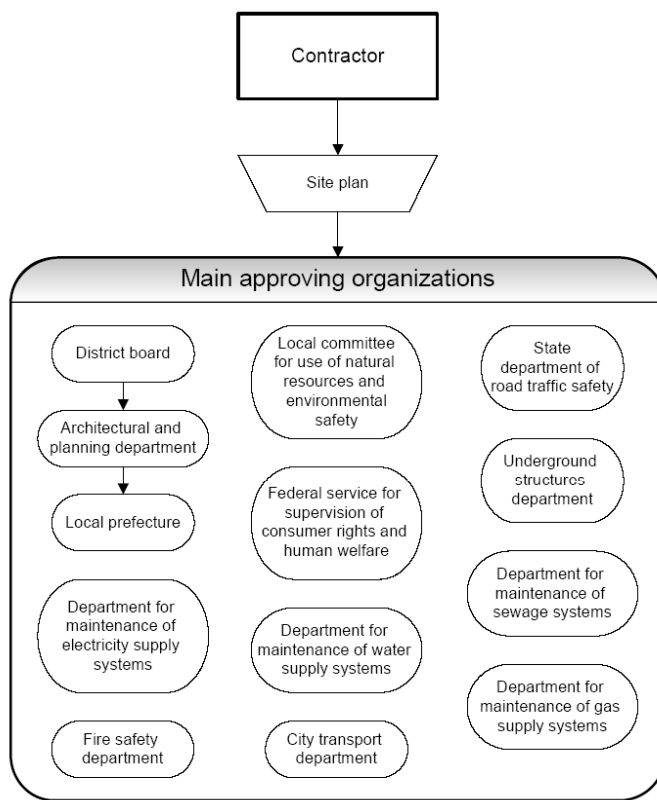 Contractor
Site plan
Main approving organizations
District board
Architectural and
planning department
Local prefecture
Department for
maintenance of
electricity supply
systems
Fire safety
department
Local committee
for use of natural
resources and
environmental
safety
Federal service for
supervision of
consumer rights and
human welfare
Department for
maintenance of water
supply systems
City transport
department
State
department of
road traffic safety
Underground
structures
department
Department for
maintenance of
sewage systems
Department for
maintenance of gas
supply systems